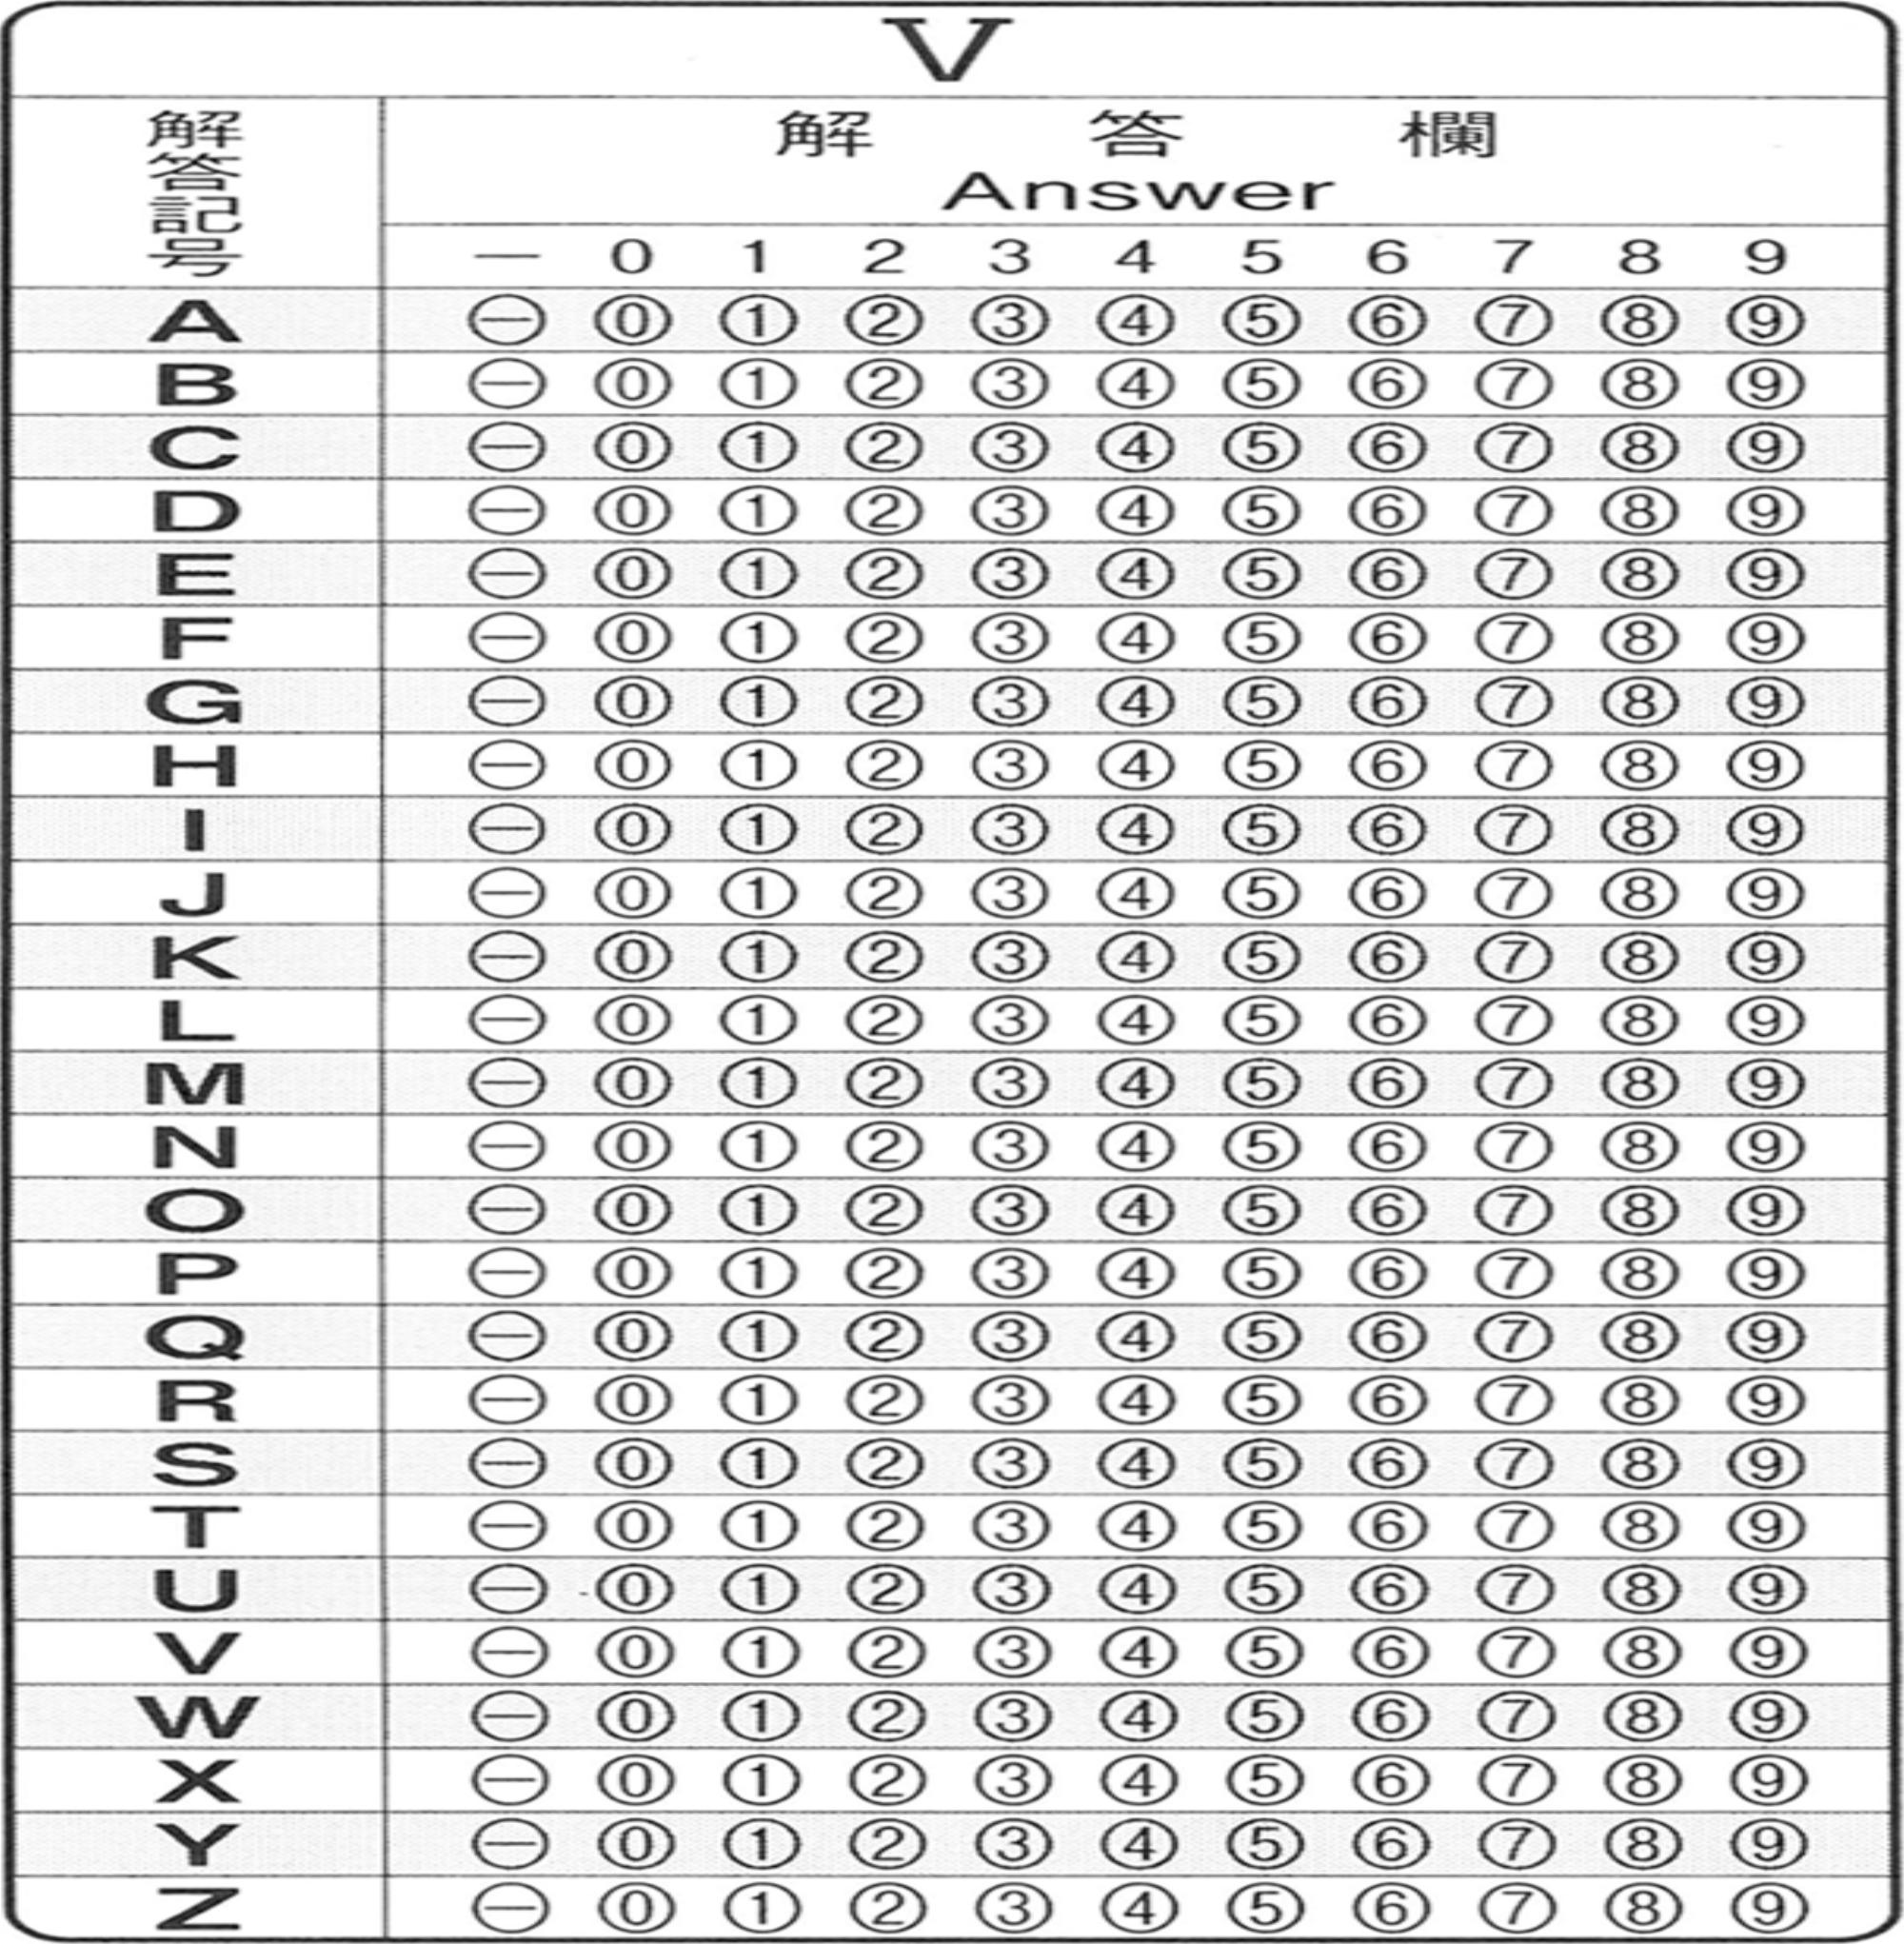 V
解答記号
解 答 欄
Answer
— 0 1 2 3 4 5 6 7 8 9
A ⊖ ⓪ ① ② ③ ④ ⑤ ⑥ ⑦ ⑧ ⑨
B ⊖ ⓪ ① ② ③ ④ ⑤ ⑥ ⑦ ⑧ ⑨
C ⊖ ⓪ ① ② ③ ④ ⑤ ⑥ ⑦ ⑧ ⑨
D ⊖ ⓪ ① ② ③ ④ ⑤ ⑥ ⑦ ⑧ ⑨
E ⊖ ⓪ ① ② ③ ④ ⑤ ⑥ ⑦ ⑧ ⑨
F ⊖ ⓪ ① ② ③ ④ ⑤ ⑥ ⑦ ⑧ ⑨
G ⊖ ⓪ ① ② ③ ④ ⑤ ⑥ ⑦ ⑧ ⑨
H ⊖ ⓪ ① ② ③ ④ ⑤ ⑥ ⑦ ⑧ ⑨
I ⊖ ⓪ ① ② ③ ④ ⑤ ⑥ ⑦ ⑧ ⑨
J ⊖ ⓪ ① ② ③ ④ ⑤ ⑥ ⑦ ⑧ ⑨
K ⊖ ⓪ ① ② ③ ④ ⑤ ⑥ ⑦ ⑧ ⑨
L ⊖ ⓪ ① ② ③ ④ ⑤ ⑥ ⑦ ⑧ ⑨
M ⊖ ⓪ ① ② ③ ④ ⑤ ⑥ ⑦ ⑧ ⑨
N ⊖ ⓪ ① ② ③ ④ ⑤ ⑥ ⑦ ⑧ ⑨
O ⊖ ⓪ ① ② ③ ④ ⑤ ⑥ ⑦ ⑧ ⑨
P ⊖ ⓪ ① ② ③ ④ ⑤ ⑥ ⑦ ⑧ ⑨
Q ⊖ ⓪ ① ② ③ ④ ⑤ ⑥ ⑦ ⑧ ⑨
R ⊖ ⓪ ① ② ③ ④ ⑤ ⑥ ⑦ ⑧ ⑨
S ⊖ ⓪ ① ② ③ ④ ⑤ ⑥ ⑦ ⑧ ⑨
T ⊖ ⓪ ① ② ③ ④ ⑤ ⑥ ⑦ ⑧ ⑨
U ⊖ ⓪ ① ② ③ ④ ⑤ ⑥ ⑦ ⑧ ⑨
V ⊖ ⓪ ① ② ③ ④ ⑤ ⑥ ⑦ ⑧ ⑨
W ⊖ ⓪ ① ② ③ ④ ⑤ ⑥ ⑦ ⑧ ⑨
X ⊖ ⓪ ① ② ③ ④ ⑤ ⑥ ⑦ ⑧ ⑨
Y ⊖ ⓪ ① ② ③ ④ ⑤ ⑥ ⑦ ⑧ ⑨
Z ⊖ ⓪ ① ② ③ ④ ⑤ ⑥ ⑦ ⑧ ⑨